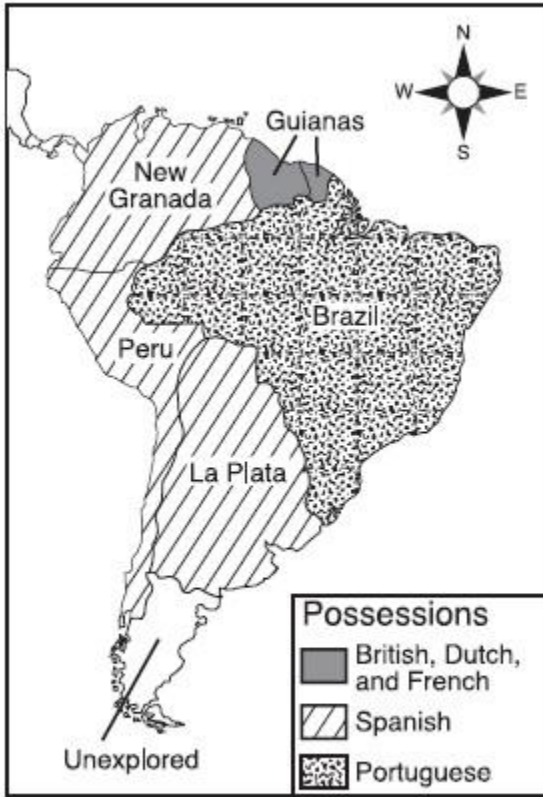 N
W E
S
Guianas
New
Granada
Brazil
Peru
La Plata
Unexplored
Possessions
British, Dutch,
and French
Spanish
Portuguese